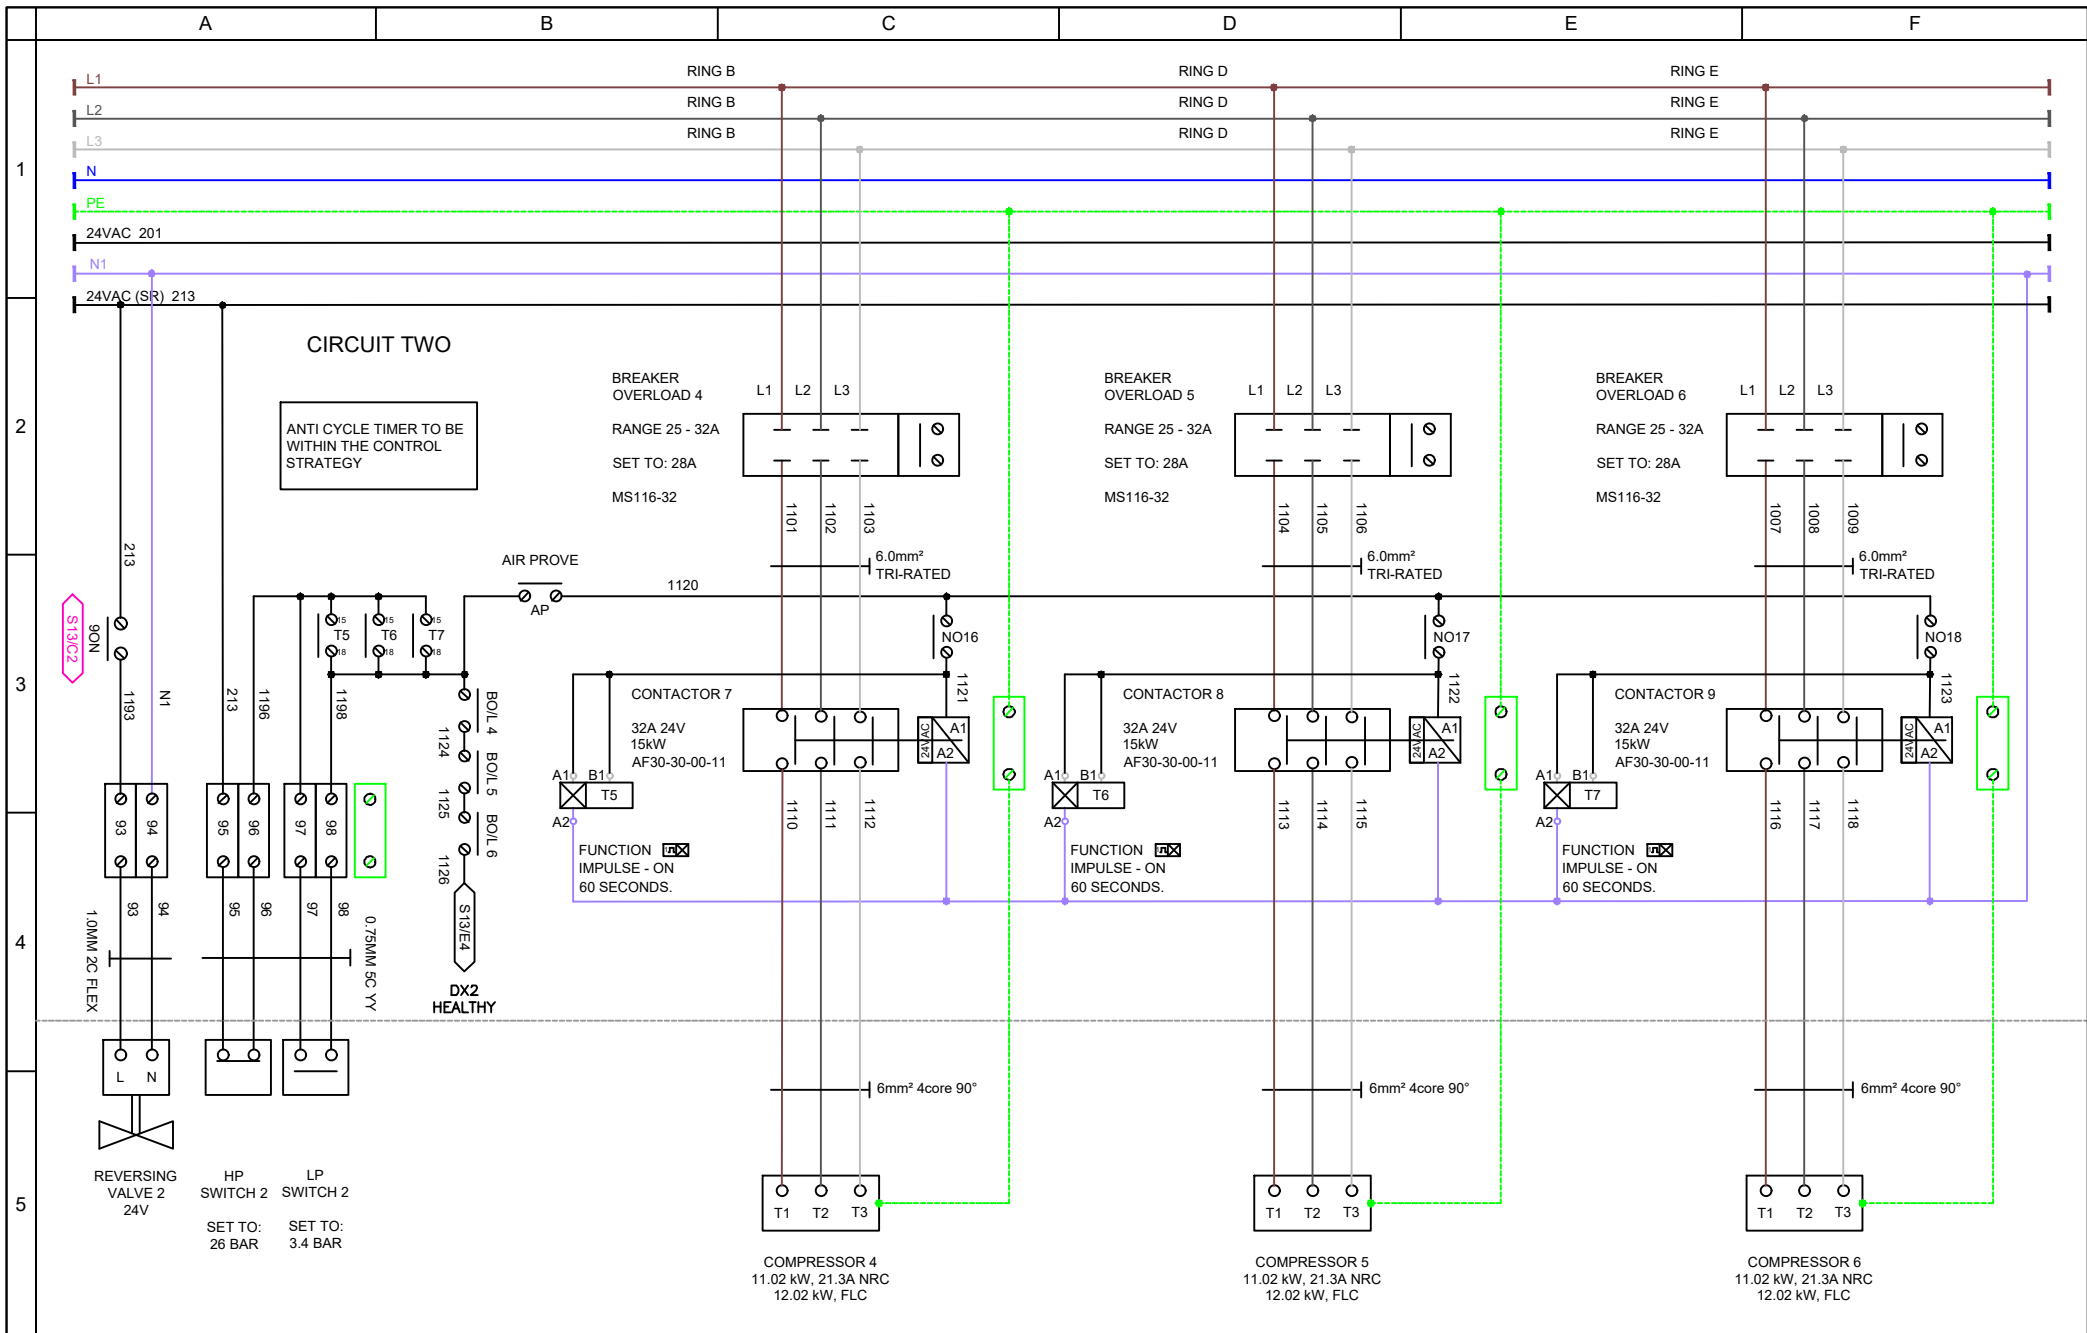 A B C D E F
1
2
3
4
5
L1 RING B RING D RING E
L2 RING B RING D RING E
L3 RING B RING D RING E
N
PE
24VAC 201
N1
24VAC (SR) 213
CIRCUIT TWO
ANTI CYCLE TIMER TO BE
WITHIN THE CONTROL
STRATEGY
BREAKER
OVERLOAD 4
RANGE 25 - 32A
SET TO: 28A
MS116-32
L1 L2 L3
1101 1102 1103
BREAKER
OVERLOAD 5
RANGE 25 - 32A
SET TO: 28A
MS116-32
L1 L2 L3
1104 1105 1106
BREAKER
OVERLOAD 6
RANGE 25 - 32A
SET TO: 28A
MS116-32
L1 L2 L3
1007 1008 1009
6.0mm²
TRI-RATED
6.0mm²
TRI-RATED
6.0mm²
TRI-RATED
213
S13/C2
9ON
1193
N1
213
1196
1198
15 T5 18
15 T6 18
15 T7 18
AIR PROVE
AP
1120
NO16
NO17
NO18
1121
1122
1123
BO/L 4
1124
BO/L 5
1125
BO/L 6
1126
S13/E4
DX2
HEALTHY
CONTACTOR 7
32A 24V
15kW
AF30-30-00-11
24VAC A1 A2
CONTACTOR 8
32A 24V
15kW
AF30-30-00-11
24VAC A1 A2
CONTACTOR 9
32A 24V
15kW
AF30-30-00-11
24VAC A1 A2
A1 B1
T5
A2
FUNCTION
IMPULSE - ON
60 SECONDS.
A1 B1
T6
A2
FUNCTION
IMPULSE - ON
60 SECONDS.
A1 B1
T7
A2
FUNCTION
IMPULSE - ON
60 SECONDS.
1110 1111 1112
1113 1114 1115
1116 1117 1118
93 94 95 96 97 98
93 94 95 96 97 98
1.0MM 2C FLEX
0.75MM 5C YY
L N
REVERSING
VALVE 2
24V
HP
SWITCH 2
SET TO:
26 BAR
LP
SWITCH 2
SET TO:
3.4 BAR
6mm² 4core 90°
6mm² 4core 90°
6mm² 4core 90°
T1 T2 T3
T1 T2 T3
T1 T2 T3
COMPRESSOR 4
11.02 kW, 21.3A NRC
12.02 kW, FLC
COMPRESSOR 5
11.02 kW, 21.3A NRC
12.02 kW, FLC
COMPRESSOR 6
11.02 kW, 21.3A NRC
12.02 kW, FLC